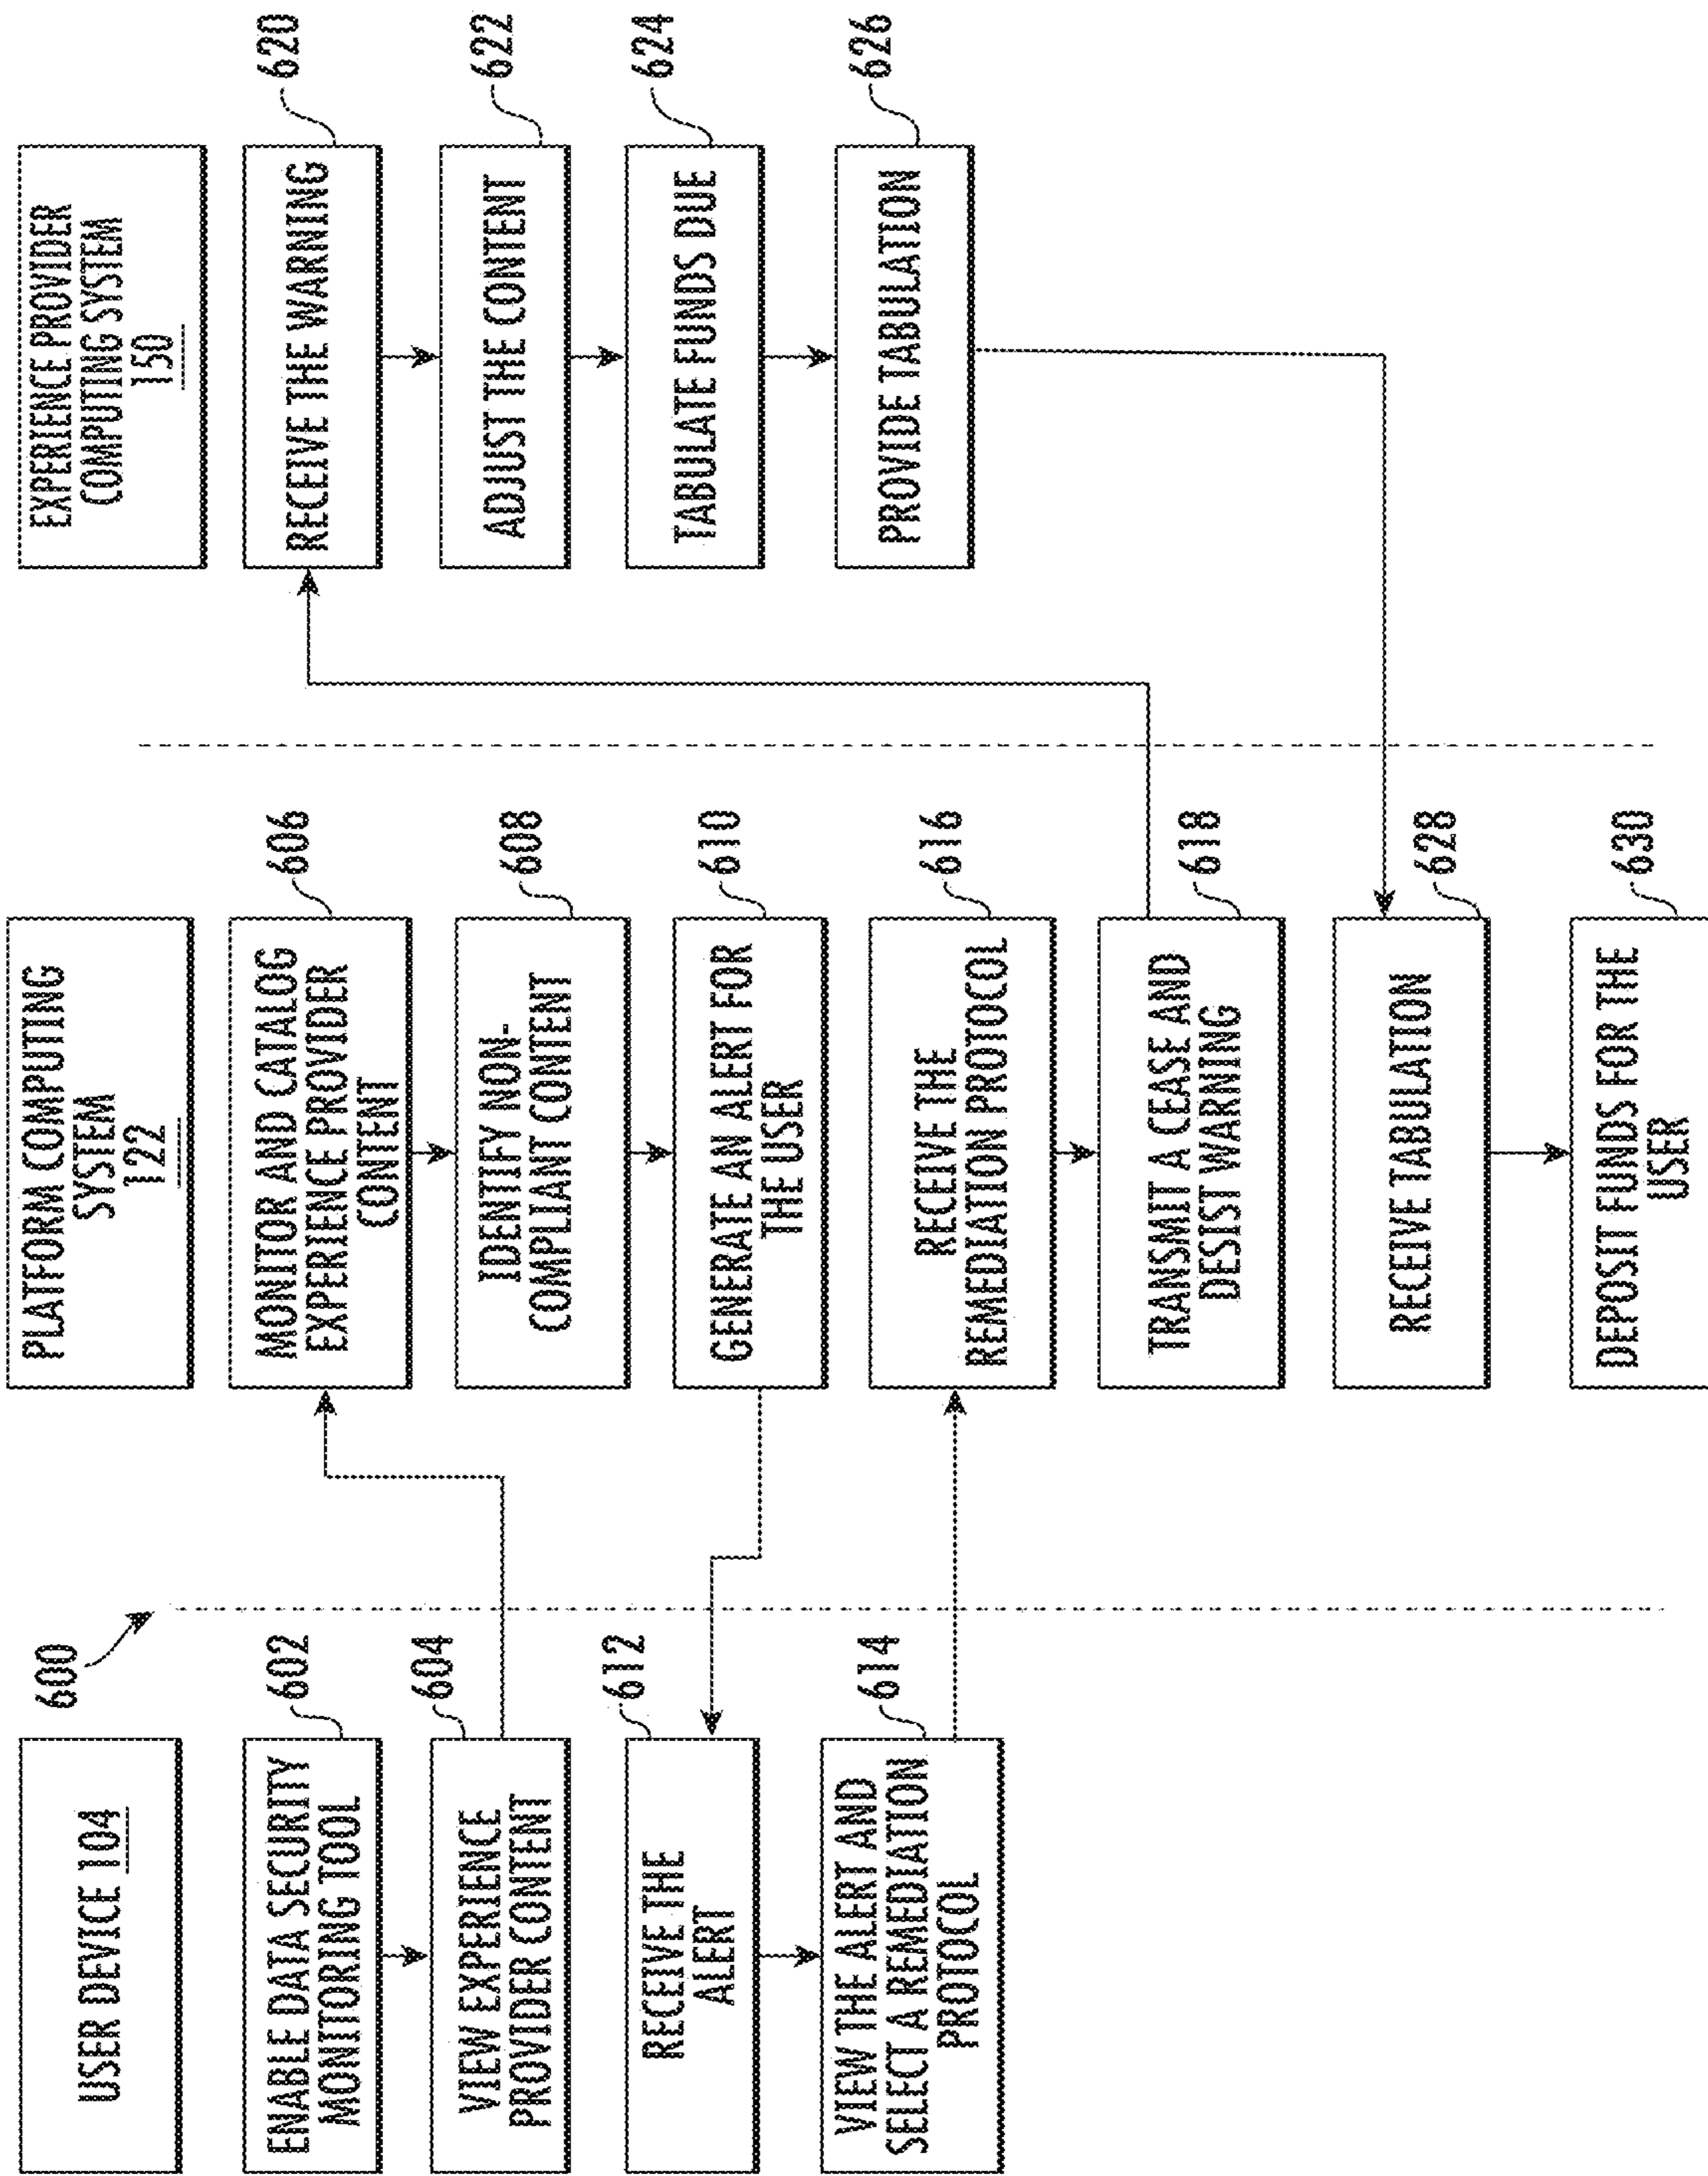 600
USER DEVICE 104
ENABLE DATA SECURITY
MONITORING TOOL
602
VIEW EXPERIENCE
PROVIDER CONTENT
604
RECEIVE THE
ALERT
612
VIEW THE ALERT AND
SELECT A REMEDIATION
PROTOCOL
614
PLATFORM COMPUTING
SYSTEM
122
MONITOR AND CATALOG
EXPERIENCE PROVIDER
CONTENT
606
IDENTIFY NON-
COMPLIANT CONTENT
608
GENERATE AN ALERT FOR
THE USER
610
RECEIVE THE
REMEDIATION PROTOCOL
616
TRANSMIT A CEASE AND
DESIST WARNING
618
RECEIVE TABULATION
628
DEPOSIT FUNDS FOR THE
USER
630
EXPERIENCE PROVIDER
COMPUTING SYSTEM
150
RECEIVE THE WARNING
620
ADJUST THE CONTENT
622
TABULATE FUNDS DUE
624
PROVIDE TABULATION
626